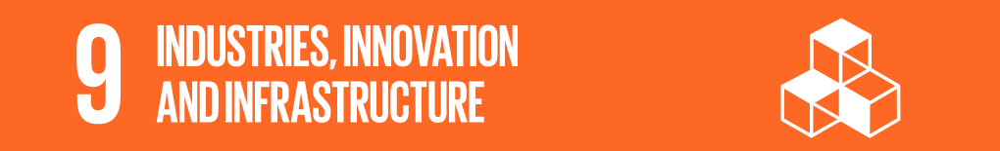 9
INDUSTRIES, INNOVATION
AND INFRASTRUCTURE